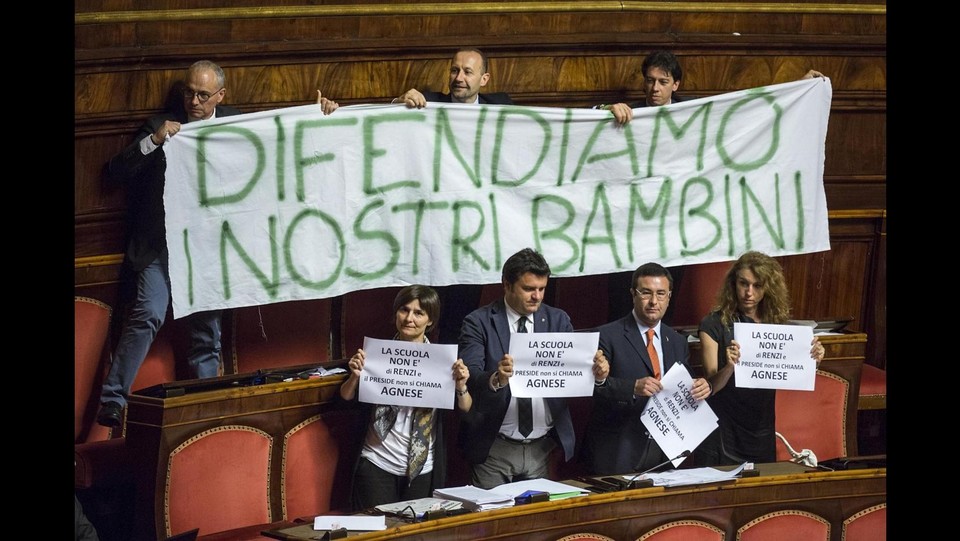 DIFENDIAMO
I NOSTRI BAMBINI
LA SCUOLA
NON E'
di RENZI e
il PRESIDE non si CHIAMA
AGNESE
LA SCUOLA
NON E'
di RENZI e
il PRESIDE non si CHIAMA
AGNESE
LA SCUOLA
NON E'
di RENZI e
il PRESIDE non si CHIAMA
AGNESE
LA SCUOLA
NON E'
di RENZI e il
PRESIDE non si CHIAMA
AGNESE